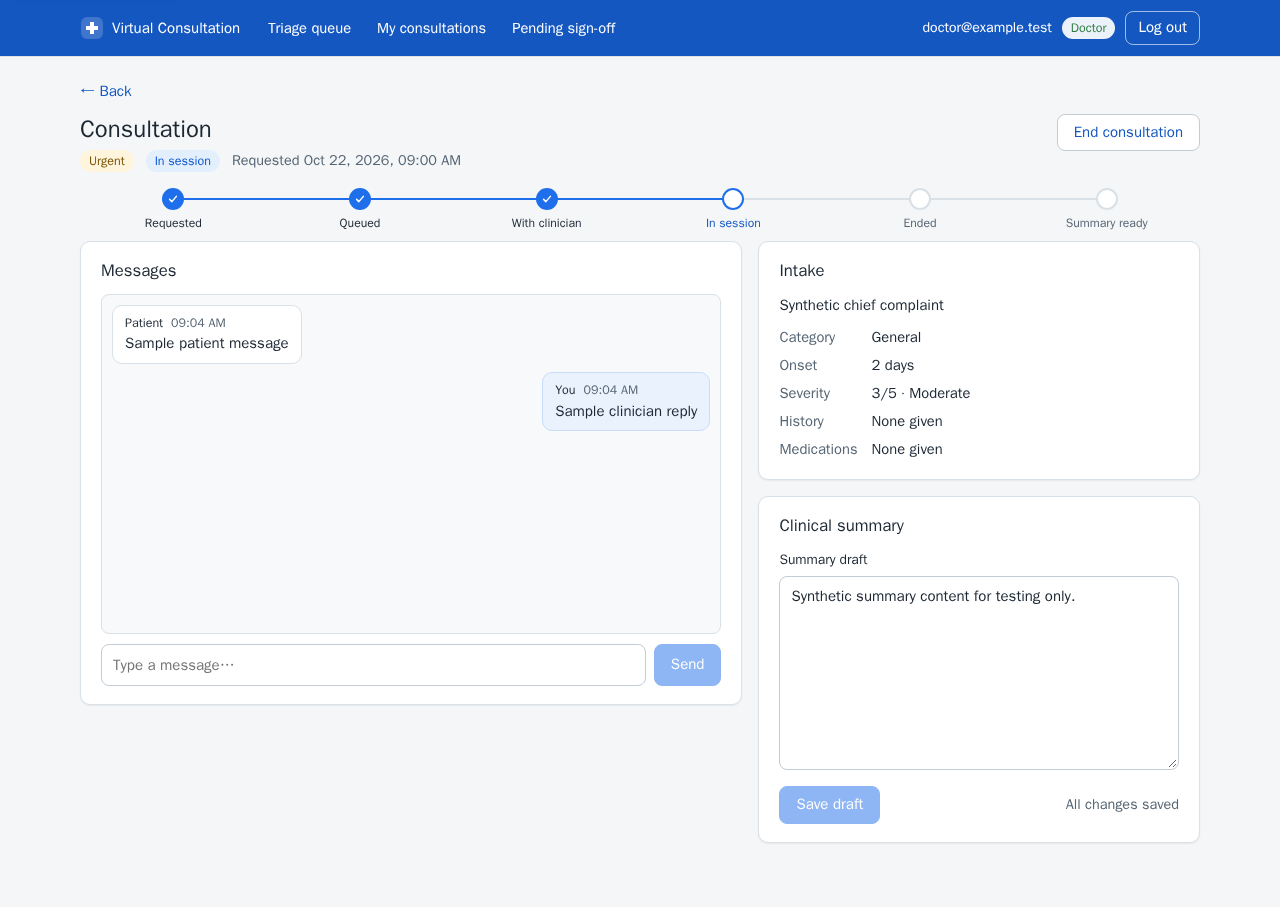 Virtual Consultation Triage queue My consultations Pending sign-off doctor@example.test Doctor Log out
← Back
Consultation
End consultation
Urgent In session Requested Oct 22, 2026, 09:00 AM
Requested Queued With clinician In session Ended Summary ready
Messages
Patient 09:04 AM
Sample patient message
You 09:04 AM
Sample clinician reply
Type a message…
Send
Intake
Synthetic chief complaint
Category General
Onset 2 days
Severity 3/5 · Moderate
History None given
Medications None given
Clinical summary
Summary draft
Synthetic summary content for testing only.
Save draft
All changes saved